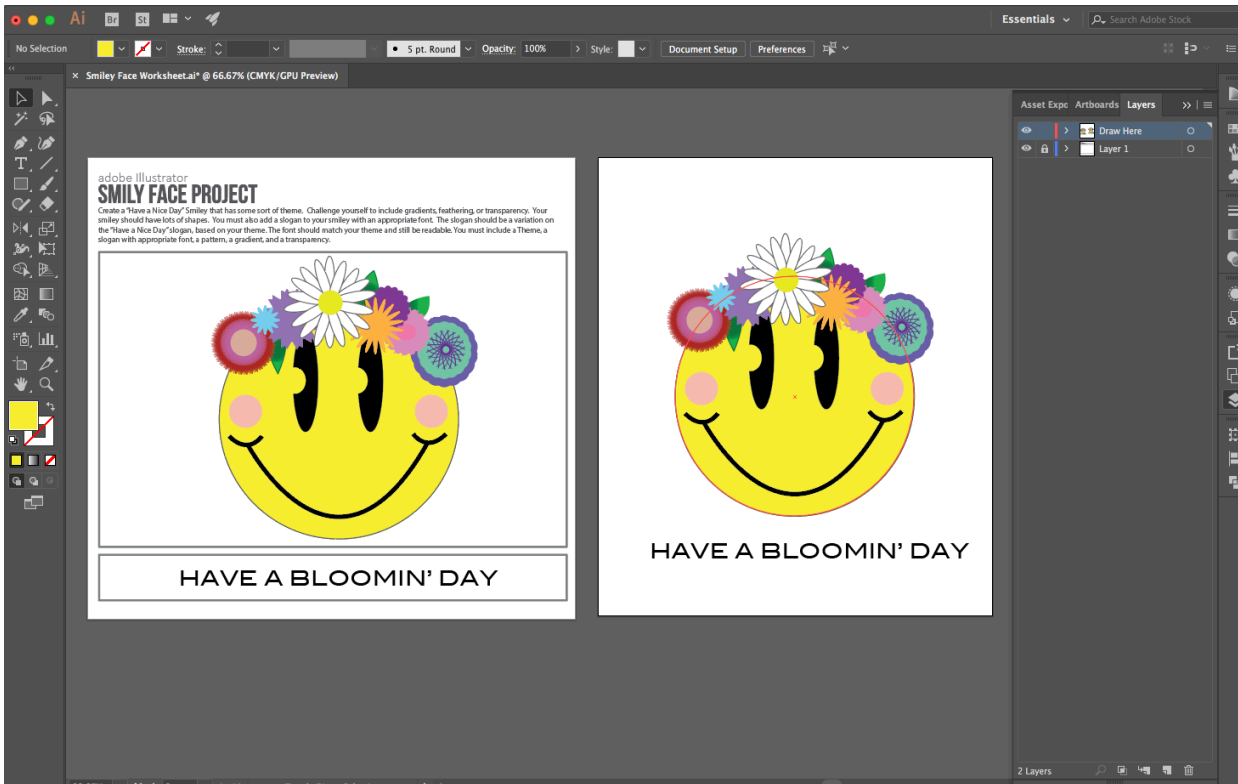 Ai Br St Essentials Search Adobe Stock
No Selection Stroke: 5 pt. Round Opacity: 100% Style: Document Setup Preferences
× Smiley Face Worksheet.ai* @ 66.67% (CMYK/GPU Preview)
Asset Expo Artboards Layers
Draw Here
Layer 1
adobe Illustrator
SMILY FACE PROJECT
Create a "Have a Nice Day" Smiley that has some sort of theme. Challenge yourself to include gradients, feathering, or transparency. Your
smiley should have lots of shapes. You must also add a slogan to your smiley with an appropriate font. The slogan should be a variation on
the "Have a Nice Day" slogan, based on your theme. The font should match your theme and still be readable. You must include a Theme, a
slogan with appropriate font, a pattern, a gradient, and a transparency.
HAVE A BLOOMIN' DAY
HAVE A BLOOMIN' DAY
2 Layers